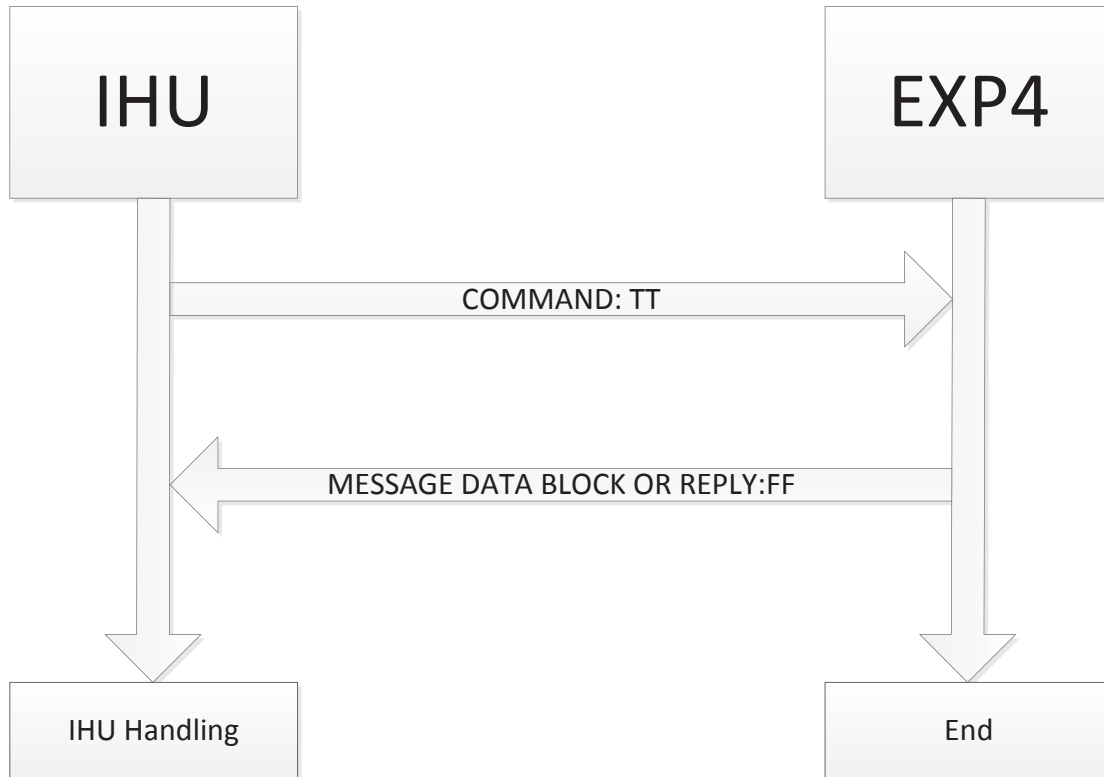 IHU
EXP4
COMMAND: TT
MESSAGE DATA BLOCK OR REPLY:FF
IHU Handling
End